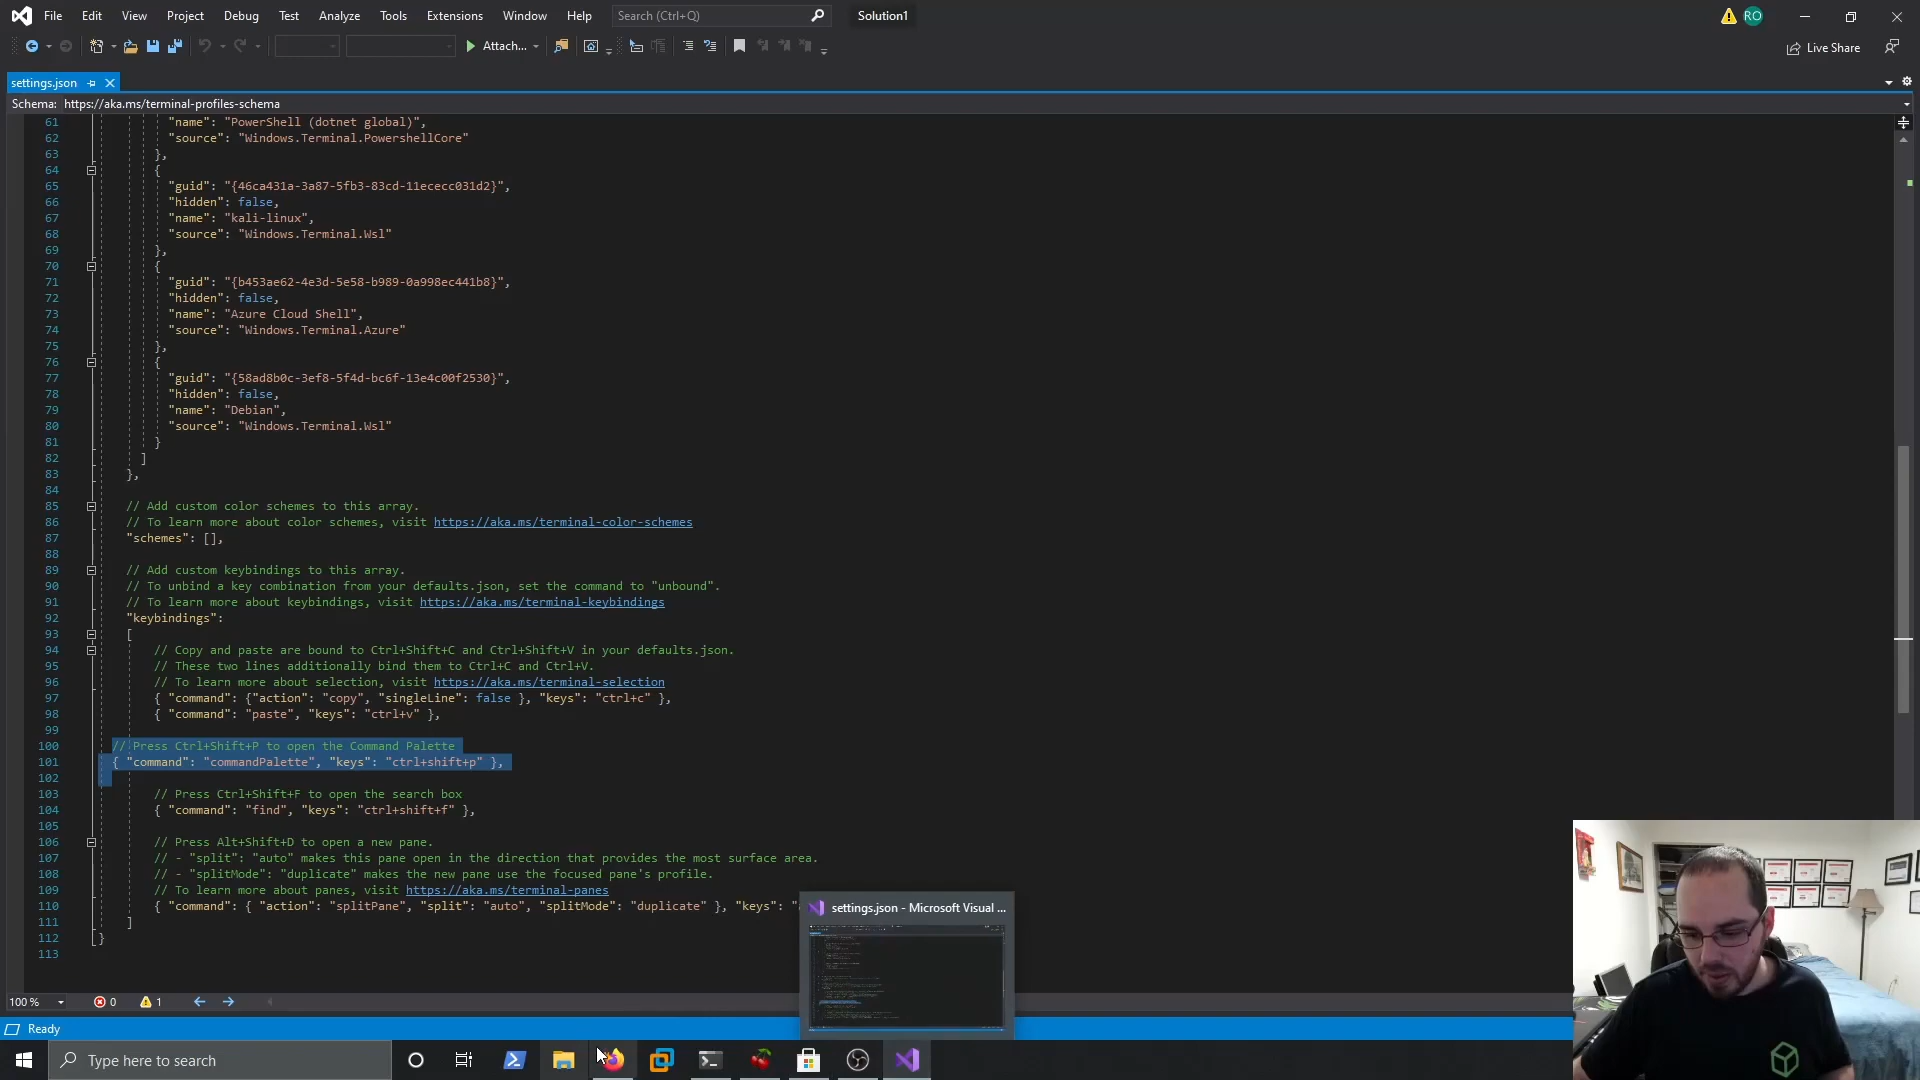 File Edit View Project Debug Test Analyze Tools Extensions Window Help Search (Ctrl+Q) Solution1 RO
Attach... Live Share
settings.json
Schema: https://aka.ms/terminal-profiles-schema
61 "name": "PowerShell (dotnet global)",
62 "source": "Windows.Terminal.PowershellCore"
63 },
64 {
65 "guid": "{46ca431a-3a87-5fb3-83cd-11ececc031d2}",
66 "hidden": false,
67 "name": "kali-linux",
68 "source": "Windows.Terminal.Wsl"
69 },
70 {
71 "guid": "{b453ae62-4e3d-5e58-b989-0a998ec441b8}",
72 "hidden": false,
73 "name": "Azure Cloud Shell",
74 "source": "Windows.Terminal.Azure"
75 },
76 {
77 "guid": "{58ad8b0c-3ef8-5f4d-bc6f-13e4c00f2530}",
78 "hidden": false,
79 "name": "Debian",
80 "source": "Windows.Terminal.Wsl"
81 }
82 ]
83 },
84
85 // Add custom color schemes to this array.
86 // To learn more about color schemes, visit https://aka.ms/terminal-color-schemes
87 "schemes": [],
88
89 // Add custom keybindings to this array.
90 // To unbind a key combination from your defaults.json, set the command to "unbound".
91 // To learn more about keybindings, visit https://aka.ms/terminal-keybindings
92 "keybindings":
93 [
94 // Copy and paste are bound to Ctrl+Shift+C and Ctrl+Shift+V in your defaults.json.
95 // These two lines additionally bind them to Ctrl+C and Ctrl+V.
96 // To learn more about selection, visit https://aka.ms/terminal-selection
97 { "command": {"action": "copy", "singleLine": false }, "keys": "ctrl+c" },
98 { "command": "paste", "keys": "ctrl+v" },
99
100 // Press Ctrl+Shift+P to open the Command Palette
101 { "command": "commandPalette", "keys": "ctrl+shift+p" },
102
103 // Press Ctrl+Shift+F to open the search box
104 { "command": "find", "keys": "ctrl+shift+f" },
105
106 // Press Alt+Shift+D to open a new pane.
107 // - "split": "auto" makes this pane open in the direction that provides the most surface area.
108 // - "splitMode": "duplicate" makes the new pane use the focused pane's profile.
109 // To learn more about panes, visit https://aka.ms/terminal-panes
110 { "command": { "action": "splitPane", "split": "auto", "splitMode": "duplicate" }, "keys":
111 ]
112 }
113
settings.json - Microsoft Visual ...
100 % 0 1
Ready
Type here to search